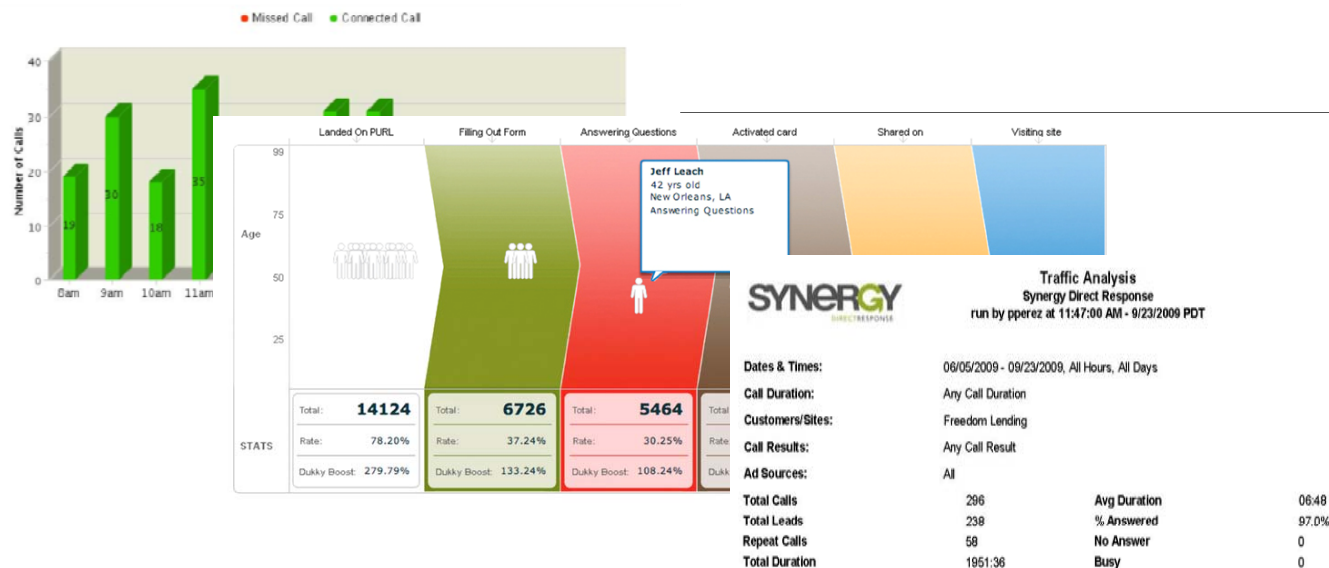 Missed Call Connected Call
40
30
20
10
0
Number of Calls
19
30
18
35
8am 9am 10am 11am
Landed On PURL Filling Out Form Answering Questions Activated card Shared on Visiting site
99
75
Age
50
25
Jeff Leach
42 yrs old
New Orleans, LA
Answering Questions
STATS
Total: 14124
Rate: 78.20%
Dukky Boost: 279.79%
Total: 6726
Rate: 37.24%
Dukky Boost: 133.24%
Total: 5464
Rate: 30.25%
Dukky Boost: 108.24%
Total
Rate
Dukk
SYNERGY
DIRECTRESPONSE
Traffic Analysis
Synergy Direct Response
run by pperez at 11:47:00 AM - 9/23/2009 PDT
Dates & Times: 06/05/2009 - 09/23/2009, All Hours, All Days
Call Duration: Any Call Duration
Customers/Sites: Freedom Lending
Call Results: Any Call Result
Ad Sources: All
Total Calls 296 Avg Duration 06:48
Total Leads 238 % Answered 97.0%
Repeat Calls 58 No Answer 0
Total Duration 1951:36 Busy 0